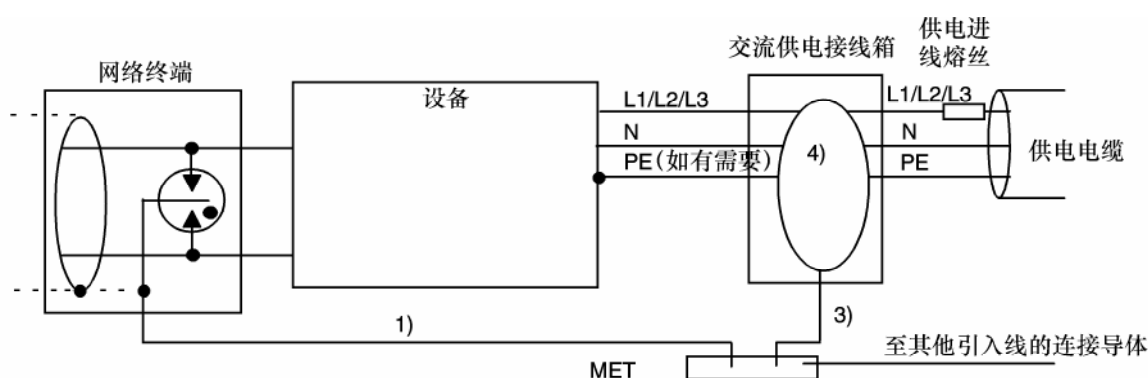 网络终端
设备
交流供电接线箱
供电进
线熔丝
L1/L2/L3
L1/L2/L3
N
N
PE(如有需要)
4)
PE
供电电缆
1)
3)
至其他引入线的连接导体
MET